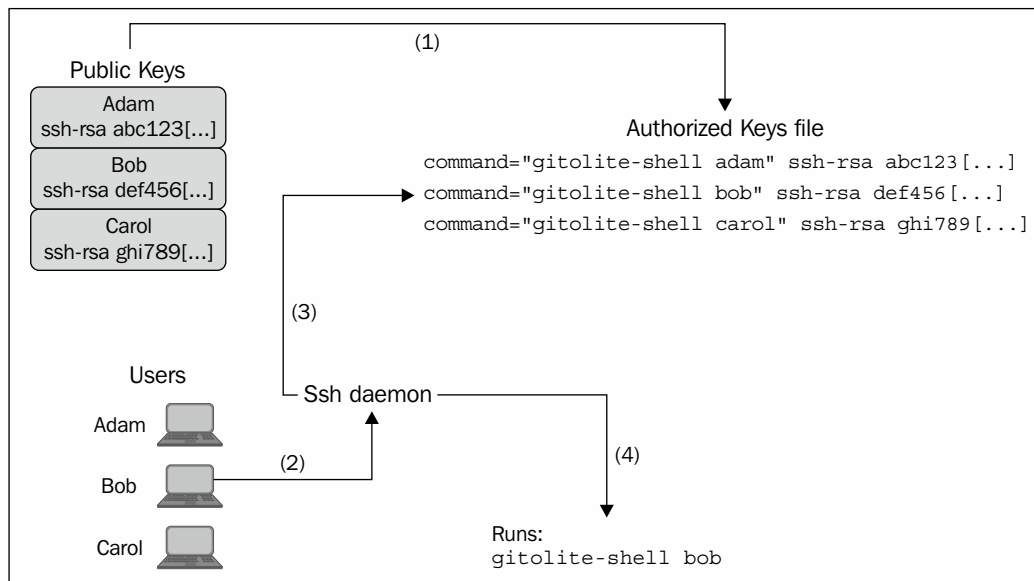 (1)
Public Keys
Adam
ssh-rsa abc123[...]
Bob
ssh-rsa def456[...]
Carol
ssh-rsa ghi789[...]
Authorized Keys file
command="gitolite-shell adam" ssh-rsa abc123[...]
command="gitolite-shell bob" ssh-rsa def456[...]
command="gitolite-shell carol" ssh-rsa ghi789[...]
(3)
Users
Ssh daemon
Adam
Bob
(2)
(4)
Carol
Runs:
gitolite-shell bob